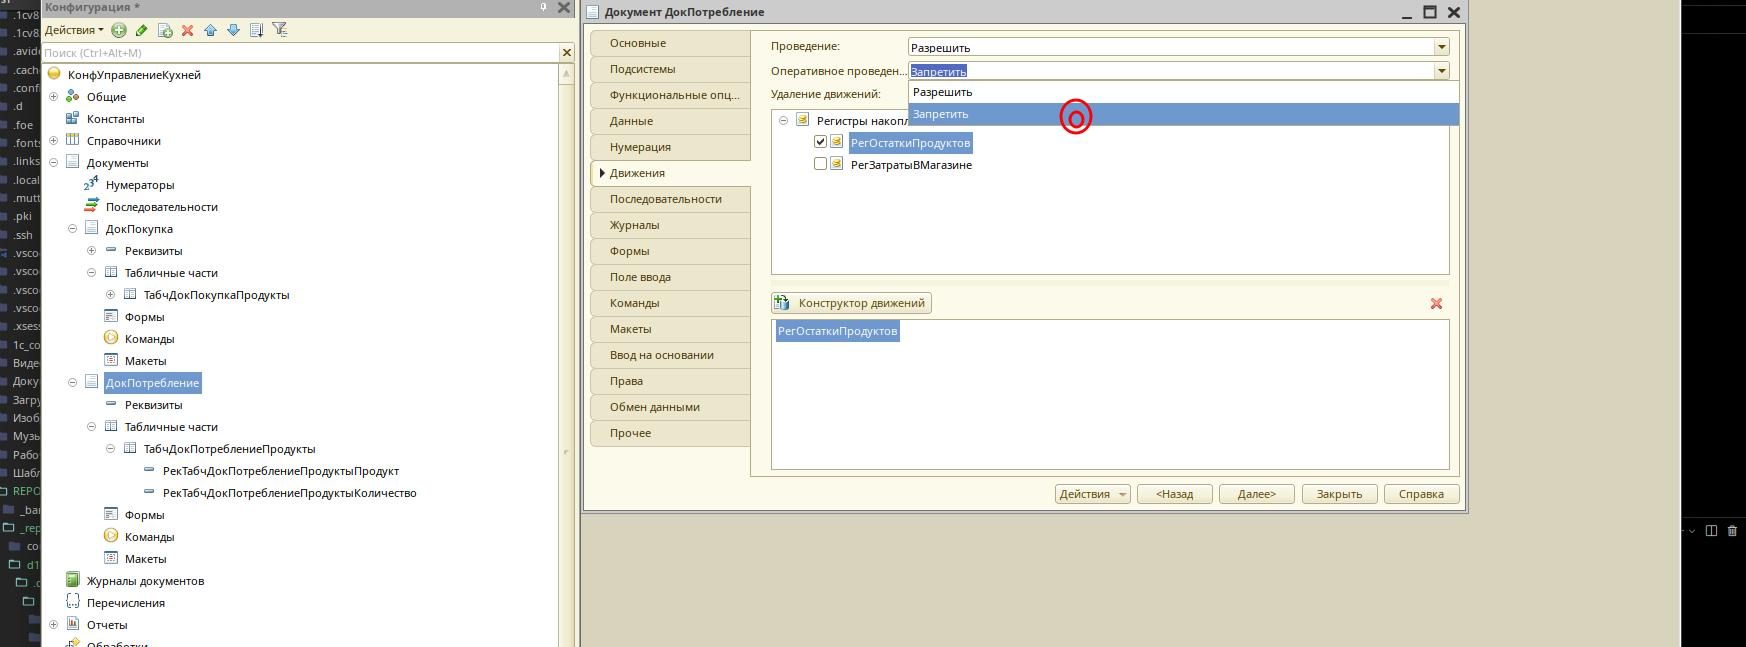 Конфигурация *
Действия
Поиск (Ctrl+Alt+M)
КонфУправлениеКухней
Общие
Константы
Справочники
Документы
Нумераторы
Последовательности
ДокПокупка
Реквизиты
Табличные части
ТабчДокПокупкаПродукты
Формы
Команды
Макеты
ДокПотребление
Реквизиты
Табличные части
ТабчДокПотреблениеПродукты
РекТабчДокПотреблениеПродуктыПродукт
РекТабчДокПотреблениеПродуктыКоличество
Формы
Команды
Макеты
Журналы документов
Перечисления
Отчеты
Обработки
Документ ДокПотребление
Основные
Подсистемы
Функциональные опц...
Данные
Нумерация
Движения
Последовательности
Журналы
Формы
Поле ввода
Команды
Макеты
Ввод на основании
Права
Обмен данными
Прочее
Проведение: Разрешить
Оперативное проведен... Запретить
Разрешить
Удаление движений:
Запретить
Регистры накопл
РегОстаткиПродуктов
РегЗатратыВМагазине
Конструктор движений
РегОстаткиПродуктов
Действия <Назад Далее> Закрыть Справка
.1cv8
.1cv8
.avide
.cache
.confi
.d
.foe
.fonts
.links
.local
.mutt
.pki
.ssh
.vsco
.vsco
.vsco
.vsco
.xsess
1c_co
Виде
Доку
Загру
Изоб
Музы
Рабо
Шабл
REPO
_bar
_rep
co
d1